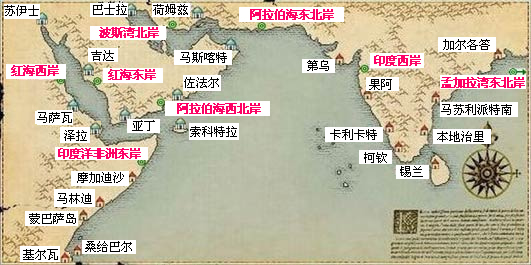 苏伊士
巴士拉
荷姆兹
波斯湾北岸
阿拉伯海东北岸
吉达
马斯喀特
第乌
印度西岸
加尔各答
红海西岸
红海东岸
佐法尔
果阿
孟加拉湾东北岸
阿拉伯海西北岸
马萨瓦
亚丁
索科特拉
马苏利派特南
泽拉
卡利卡特
本地治里
印度洋非洲东岸
柯钦
锡兰
摩加迪沙
马林迪
蒙巴萨岛
桑给巴尔
基尔瓦